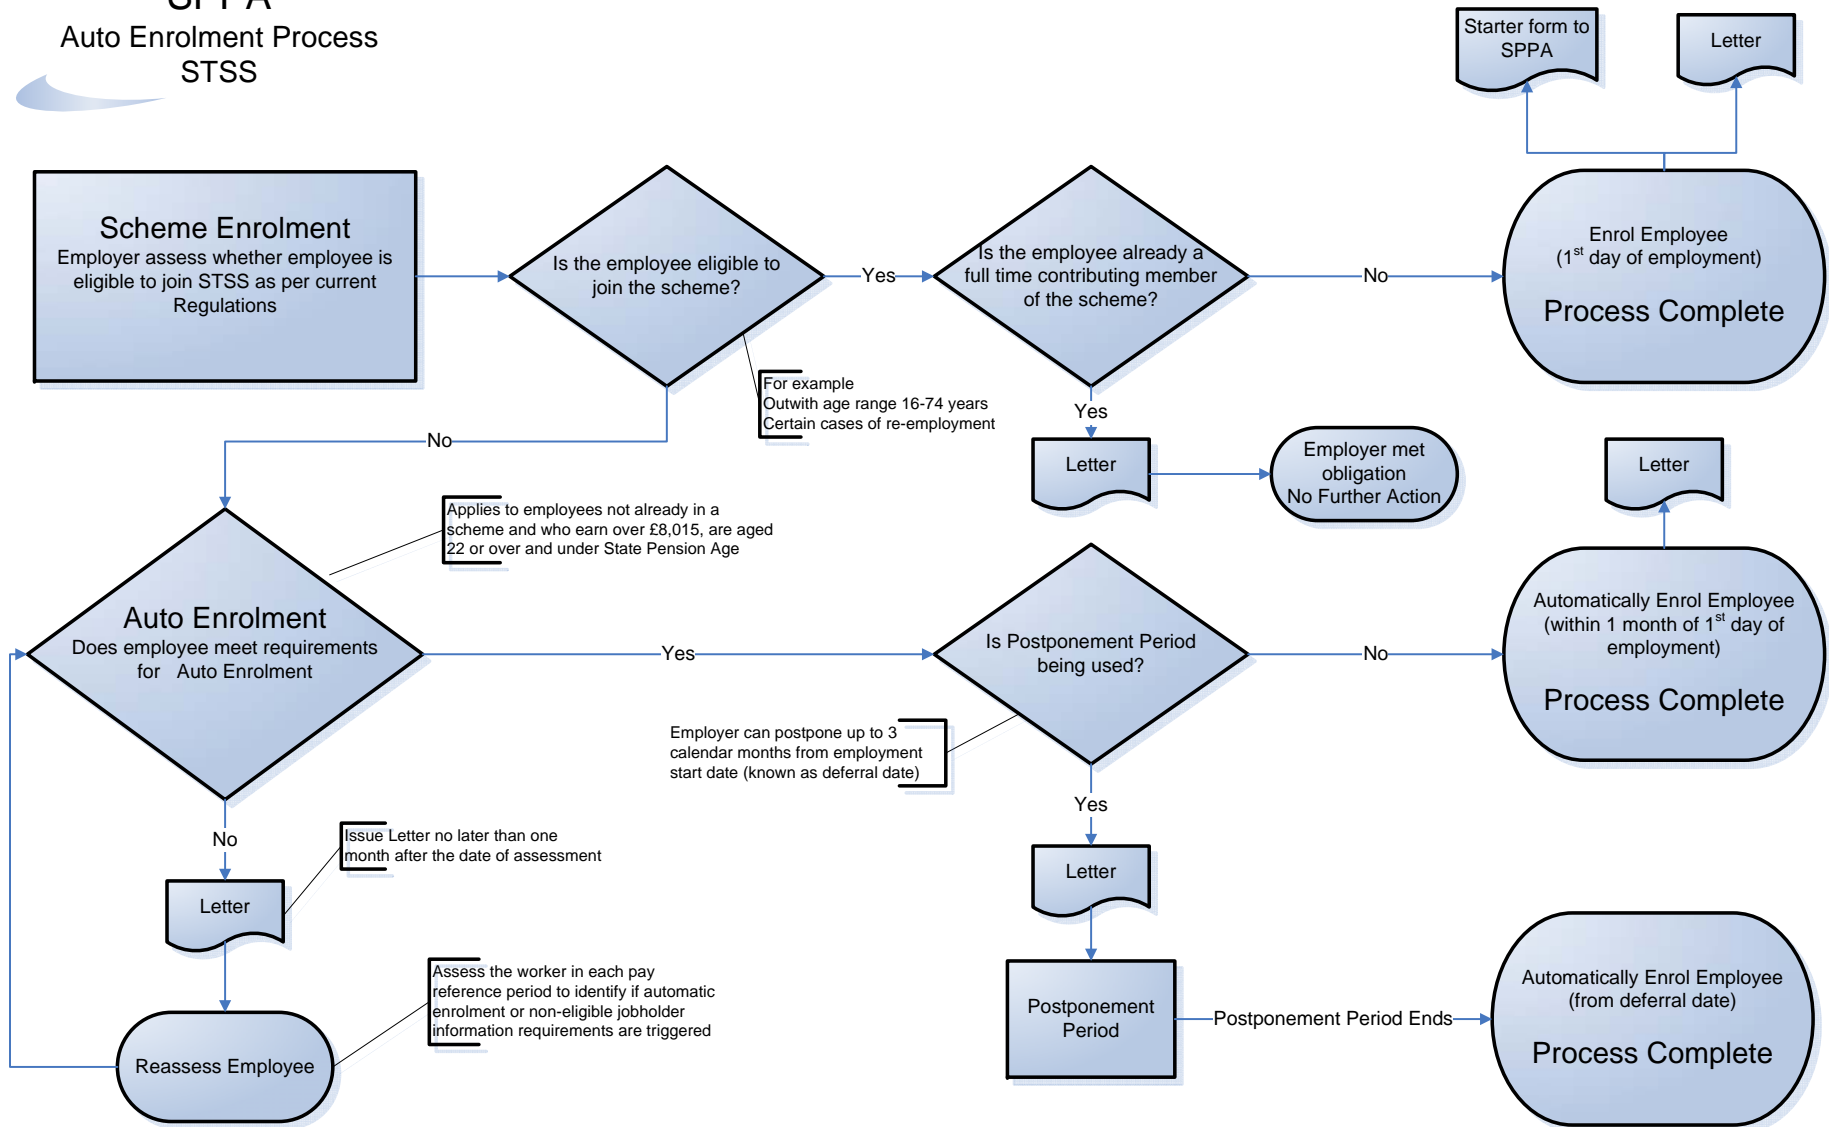 SPPA
Auto Enrolment Process
STSS
Starter form to
SPPA
Letter
Scheme Enrolment
Employer assess whether employee is
eligible to join STSS as per current
Regulations
Is the employee eligible to
join the scheme?
Yes
Is the employee already a
full time contributing member
of the scheme?
No
Enrol Employee
(1st day of employment)
Process Complete
For example
Outwith age range 16-74 years
Certain cases of re-employment
No
Yes
Letter
Employer met
obligation
No Further Action
Letter
Applies to employees not already in a
scheme and who earn over £8,015, are aged
22 or over and under State Pension Age
Auto Enrolment
Does employee meet requirements
for Auto Enrolment
Yes
Is Postponement Period
being used?
No
Automatically Enrol Employee
(within 1 month of 1st day of
employment)
Process Complete
Employer can postpone up to 3
calendar months from employment
start date (known as deferral date)
No
Issue Letter no later than one
month after the date of assessment
Yes
Letter
Letter
Assess the worker in each pay
reference period to identify if automatic
enrolment or non-eligible jobholder
information requirements are triggered
Reassess Employee
Postponement
Period
Postponement Period Ends
Automatically Enrol Employee
(from deferral date)
Process Complete